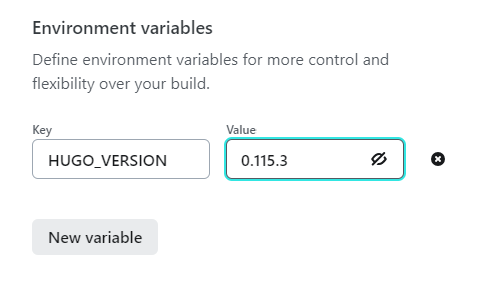 Environment variables
Define environment variables for more control and
flexibility over your build.
Key
Value
HUGO_VERSION
0.115.3
New variable